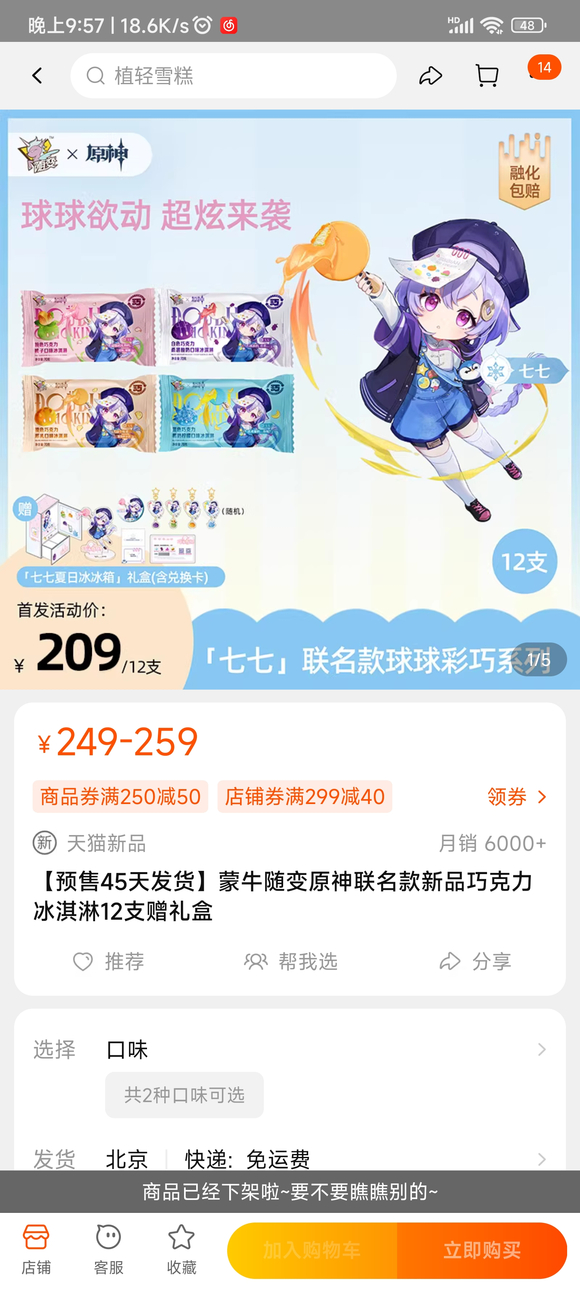 晚上9:57 | 18.6K/s
HD
48
植轻雪糕
14
随变 × 原神
融化
包赔
球球欲动 超炫来袭
七七
赠
(随机)
12支
「七七夏日冰冰箱」礼盒(含兑换卡)
首发活动价:
¥ 209/12支
「七七」联名款球球彩巧系列
1/5
¥249-259
商品券满250减50
店铺券满299减40
领券
新 天猫新品
月销 6000+
【预售45天发货】蒙牛随变原神联名款新品巧克力
冰淇淋12支赠礼盒
推荐
帮我选
分享
选择
口味
共2种口味可选
发货
北京
快递: 免运费
商品已经下架啦~要不要瞧瞧别的~
店铺
客服
收藏
加入购物车
立即购买